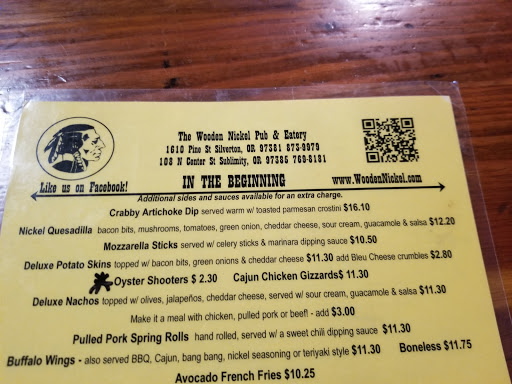 The Wooden Nickel Pub & Eatery
1610 Pine St Silverton, OR 97381 873-9979
108 N Center St Sublimity, OR 97385 769-8181
Like us on Facebook!
IN THE BEGINNING
www.WoodenNickel.com
Additional sides and sauces available for an extra charge.
Crabby Artichoke Dip served warm w/ toasted parmesan crostini $16.10
Nickel Quesadilla bacon bits, mushrooms, tomatoes, green onion, cheddar cheese, sour cream, guacamole & salsa $12.20
Mozzarella Sticks served w/ celery sticks & marinara dipping sauce $10.50
Deluxe Potato Skins topped w/ bacon bits, green onions & cheddar cheese $11.30 add Bleu Cheese crumbles $2.80
Oyster Shooters $ 2.30 Cajun Chicken Gizzards$ 11.30
Deluxe Nachos topped w/ olives, jalapeños, cheddar cheese, served w/ sour cream, guacamole & salsa $11.30
Make it a meal with chicken, pulled pork or beef! - add $3.00
Pulled Pork Spring Rolls hand rolled, served w/ a sweet chili dipping sauce $11.30
Buffalo Wings - also served BBQ, Cajun, bang bang, nickel seasoning or teriyaki style $11.30 Boneless $11.75
Avocado French Fries $10.25